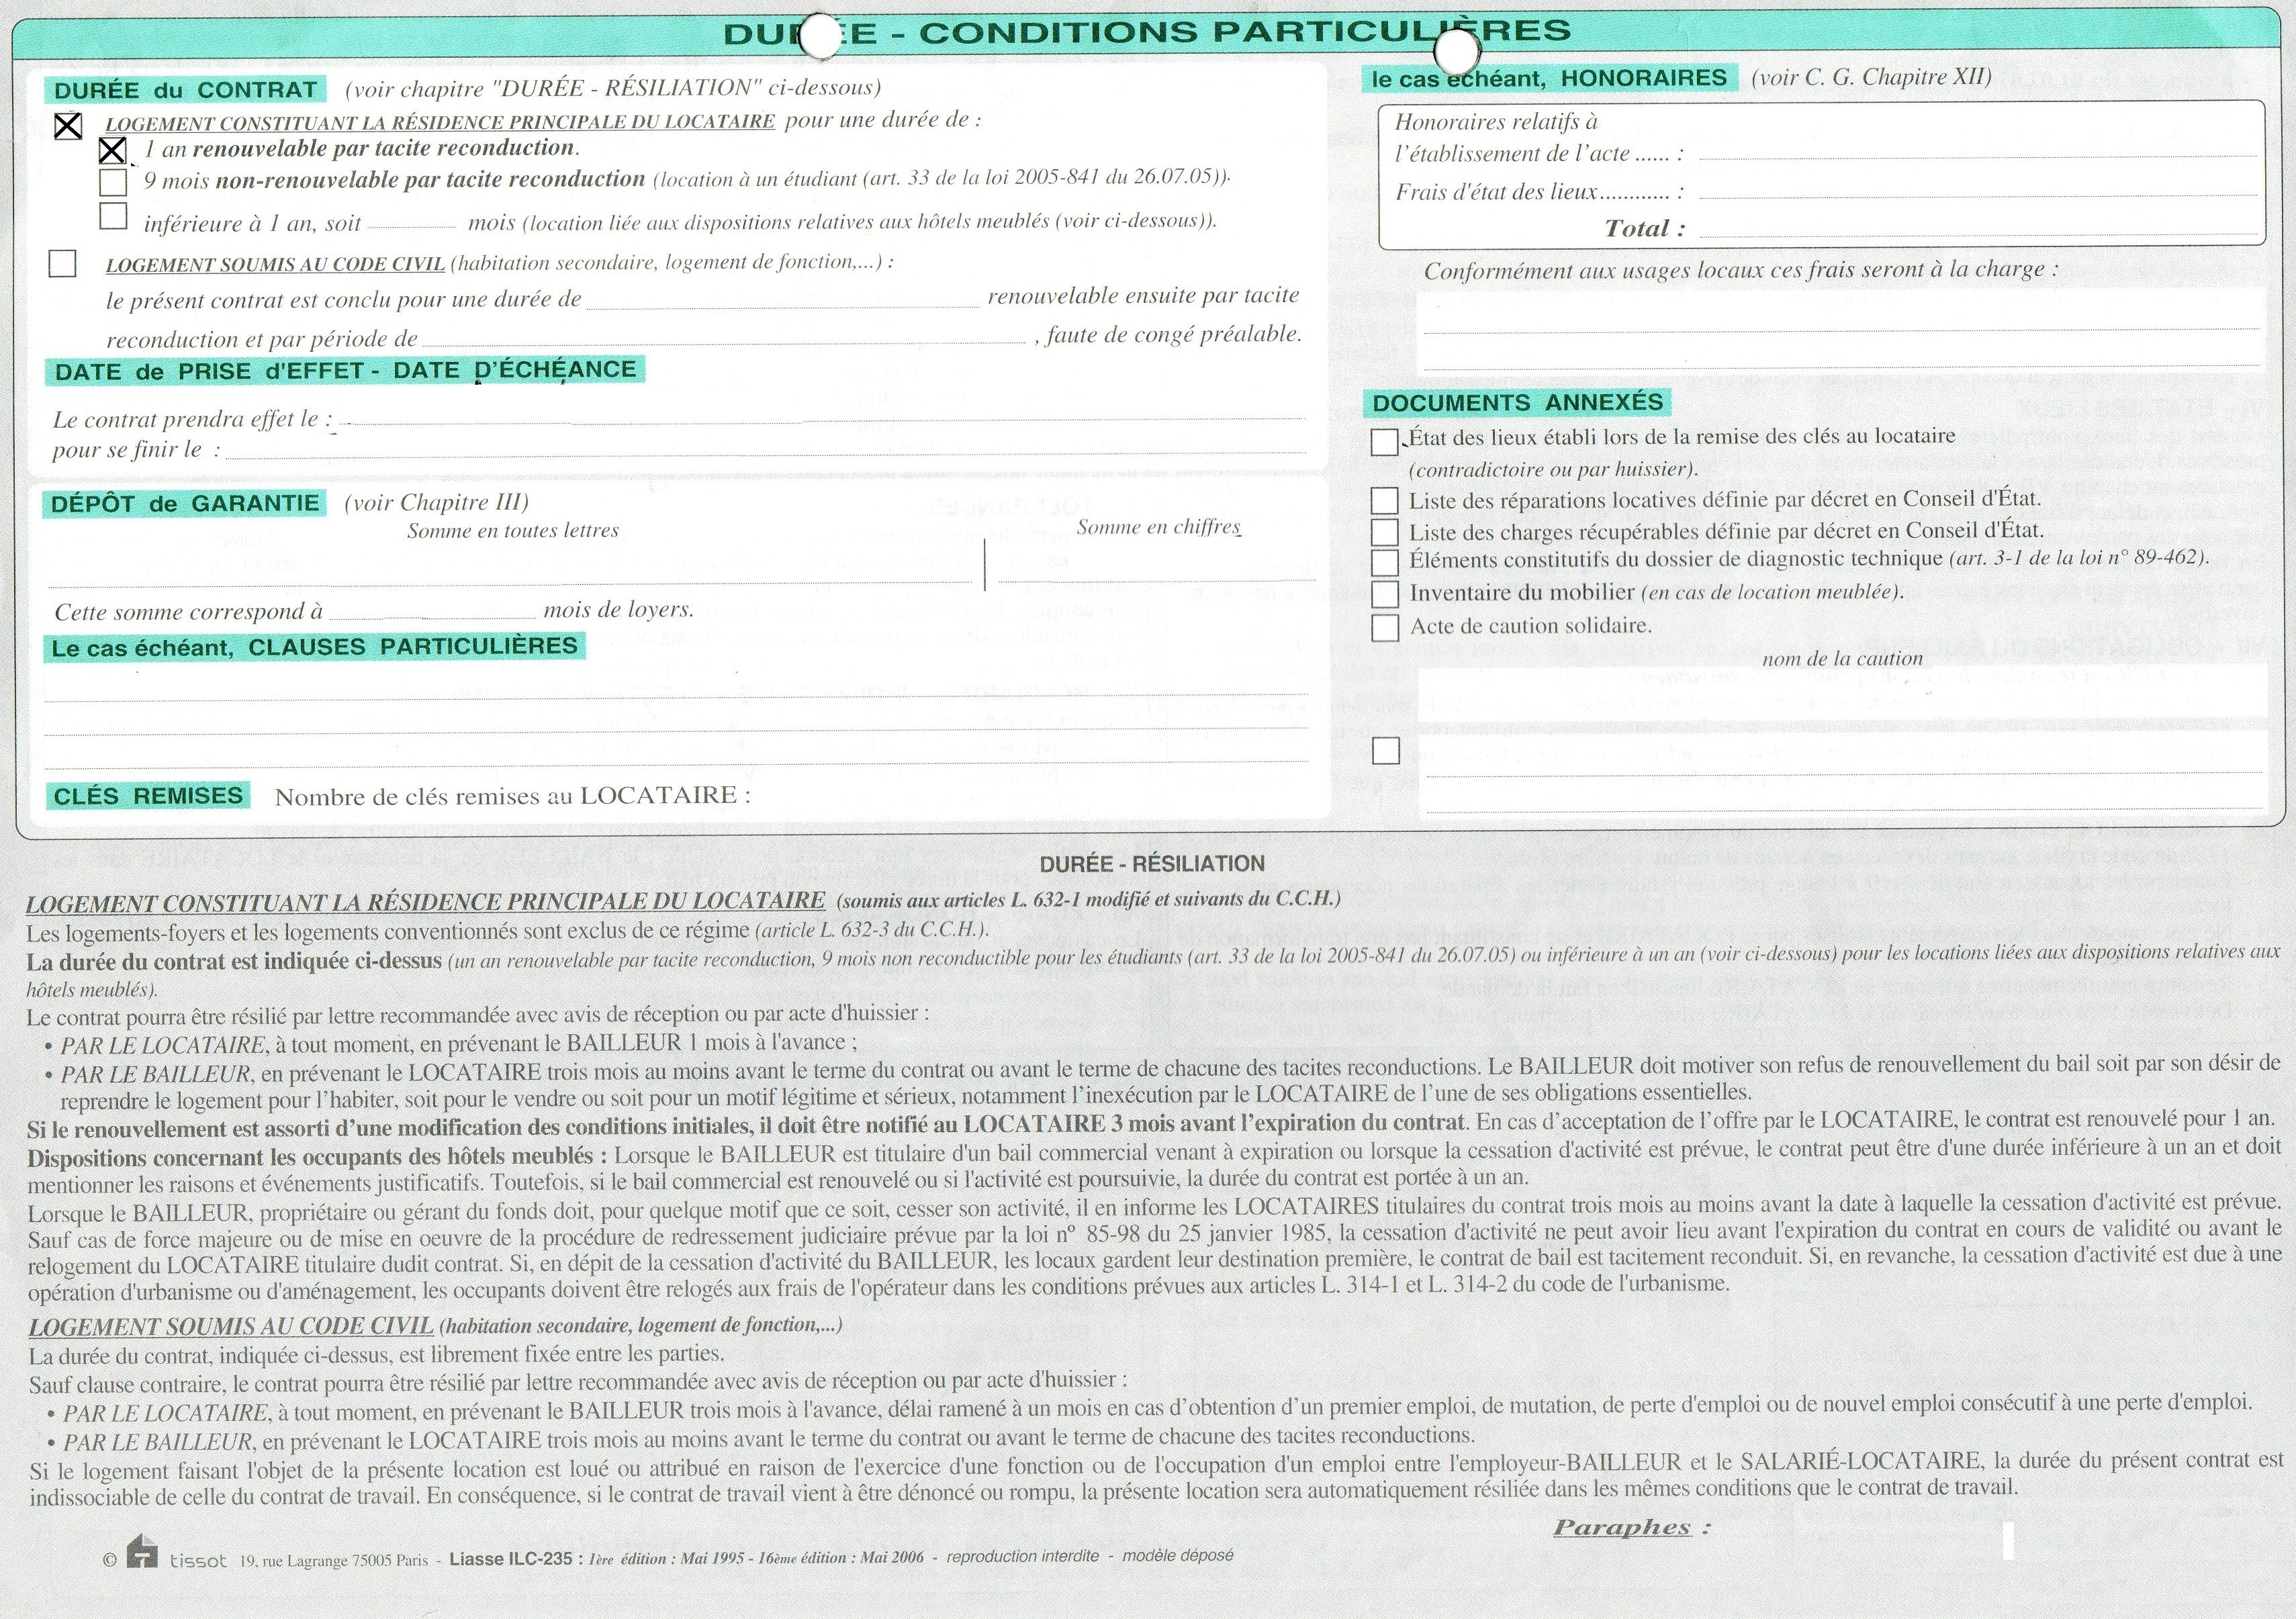 DURÉE - CONDITIONS PARTICULIÈRES
DURÉE du CONTRAT (voir chapitre "DURÉE - RÉSILIATION" ci-dessous)
LOGEMENT CONSTITUANT LA RÉSIDENCE PRINCIPALE DU LOCATAIRE pour une durée de :
1 an renouvelable par tacite reconduction.
9 mois non-renouvelable par tacite reconduction (location à un étudiant (art. 33 de la loi 2005-841 du 26.07.05)).
inférieure à 1 an, soit mois (location liée aux dispositions relatives aux hôtels meublés (voir ci-dessous)).
LOGEMENT SOUMIS AU CODE CIVIL (habitation secondaire, logement de fonction,...) :
le présent contrat est conclu pour une durée de renouvelable ensuite par tacite
reconduction et par période de , faute de congé préalable.
DATE de PRISE d'EFFET - DATE D'ÉCHÉANCE
Le contrat prendra effet le :
pour se finir le :
DÉPÔT de GARANTIE (voir Chapitre III)
Somme en toutes lettres Somme en chiffres
Cette somme correspond à mois de loyers.
Le cas échéant, CLAUSES PARTICULIÈRES
CLÉS REMISES Nombre de clés remises au LOCATAIRE :
le cas échéant, HONORAIRES (voir C. G. Chapitre XII)
Honoraires relatifs à
l'établissement de l'acte ...... :
Frais d'état des lieux............ :
Total :
Conformément aux usages locaux ces frais seront à la charge :
DOCUMENTS ANNEXÉS
État des lieux établi lors de la remise des clés au locataire
(contradictoire ou par huissier).
Liste des réparations locatives définie par décret en Conseil d'État.
Liste des charges récupérables définie par décret en Conseil d'État.
Éléments constitutifs du dossier de diagnostic technique (art. 3-1 de la loi n° 89-462).
Inventaire du mobilier (en cas de location meublée).
Acte de caution solidaire.
nom de la caution
DURÉE - RÉSILIATION
LOGEMENT CONSTITUANT LA RÉSIDENCE PRINCIPALE DU LOCATAIRE (soumis aux articles L. 632-1 modifié et suivants du C.C.H.)
Les logements-foyers et les logements conventionnés sont exclus de ce régime (article L. 632-3 du C.C.H.).
La durée du contrat est indiquée ci-dessus (un an renouvelable par tacite reconduction, 9 mois non reconductible pour les étudiants (art. 33 de la loi 2005-841 du 26.07.05) ou inférieure à un an (voir ci-dessous) pour les locations liées aux dispositions relatives aux
hôtels meublés).
Le contrat pourra être résilié par lettre recommandée avec avis de réception ou par acte d'huissier :
• PAR LE LOCATAIRE, à tout moment, en prévenant le BAILLEUR 1 mois à l'avance ;
• PAR LE BAILLEUR, en prévenant le LOCATAIRE trois mois au moins avant le terme du contrat ou avant le terme de chacune des tacites reconductions. Le BAILLEUR doit motiver son refus de renouvellement du bail soit par son désir de
reprendre le logement pour l'habiter, soit pour le vendre ou soit pour un motif légitime et sérieux, notamment l'inexécution par le LOCATAIRE de l'une de ses obligations essentielles.
Si le renouvellement est assorti d'une modification des conditions initiales, il doit être notifié au LOCATAIRE 3 mois avant l'expiration du contrat. En cas d'acceptation de l'offre par le LOCATAIRE, le contrat est renouvelé pour 1 an.
Dispositions concernant les occupants des hôtels meublés : Lorsque le BAILLEUR est titulaire d'un bail commercial venant à expiration ou lorsque la cessation d'activité est prévue, le contrat peut être d'une durée inférieure à un an et doit
mentionner les raisons et événements justificatifs. Toutefois, si le bail commercial est renouvelé ou si l'activité est poursuivie, la durée du contrat est portée à un an.
Lorsque le BAILLEUR, propriétaire ou gérant du fonds doit, pour quelque motif que ce soit, cesser son activité, il en informe les LOCATAIRES titulaires du contrat trois mois au moins avant la date à laquelle la cessation d'activité est prévue.
Sauf cas de force majeure ou de mise en oeuvre de la procédure de redressement judiciaire prévue par la loi n° 85-98 du 25 janvier 1985, la cessation d'activité ne peut avoir lieu avant l'expiration du contrat en cours de validité ou avant le
relogement du LOCATAIRE titulaire dudit contrat. Si, en dépit de la cessation d'activité du BAILLEUR, les locaux gardent leur destination première, le contrat de bail est tacitement reconduit. Si, en revanche, la cessation d'activité est due à une
opération d'urbanisme ou d'aménagement, les occupants doivent être relogés aux frais de l'opérateur dans les conditions prévues aux articles L. 314-1 et L. 314-2 du code de l'urbanisme.
LOGEMENT SOUMIS AU CODE CIVIL (habitation secondaire, logement de fonction,...)
La durée du contrat, indiquée ci-dessus, est librement fixée entre les parties.
Sauf clause contraire, le contrat pourra être résilié par lettre recommandée avec avis de réception ou par acte d'huissier :
• PAR LE LOCATAIRE, à tout moment, en prévenant le BAILLEUR trois mois à l'avance, délai ramené à un mois en cas d'obtention d'un premier emploi, de mutation, de perte d'emploi ou de nouvel emploi consécutif à une perte d'emploi.
• PAR LE BAILLEUR, en prévenant le LOCATAIRE trois mois au moins avant le terme du contrat ou avant le terme de chacune des tacites reconductions.
Si le logement faisant l'objet de la présente location est loué ou attribué en raison de l'exercice d'une fonction ou de l'occupation d'un emploi entre l'employeur-BAILLEUR et le SALARIÉ-LOCATAIRE, la durée du présent contrat est
indissociable de celle du contrat de travail. En conséquence, si le contrat de travail vient à être dénoncé ou rompu, la présente location sera automatiquement résiliée dans les mêmes conditions que le contrat de travail.
Paraphes :
© tissot 19, rue Lagrange 75005 Paris - Liasse ILC-235 : 1ère édition : Mai 1995 - 16ème édition : Mai 2006 - reproduction interdite - modèle déposé